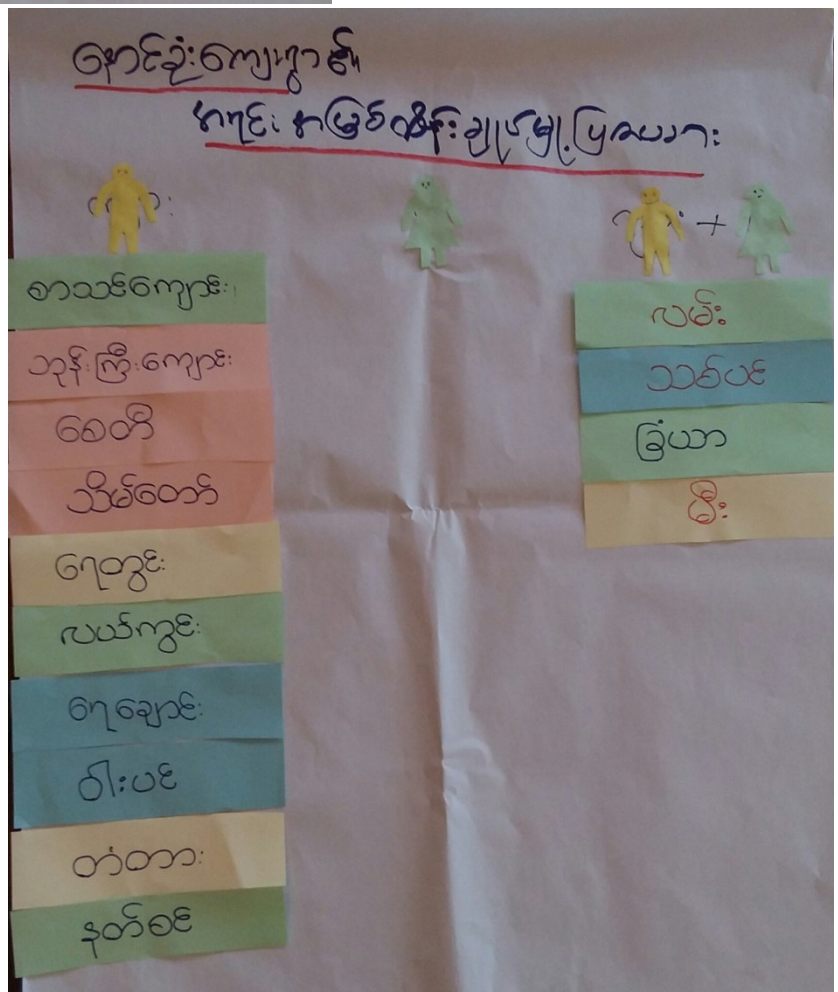 နောင်ခုံးကျေးရွာ၏
အရင်းအမြစ်ထိန်းချုပ်မှုပြဇယား
စာသင်ကျောင်း
ဘုန်းကြီးကျောင်း
စေတီ
သိမ်တော်
ရေတွင်း
လယ်ကွင်း
ရေချောင်း
ဝါးပင်
တံတား
နတ်စင်
+
လမ်း
သစ်ပင်
ခြံယာ
မီး